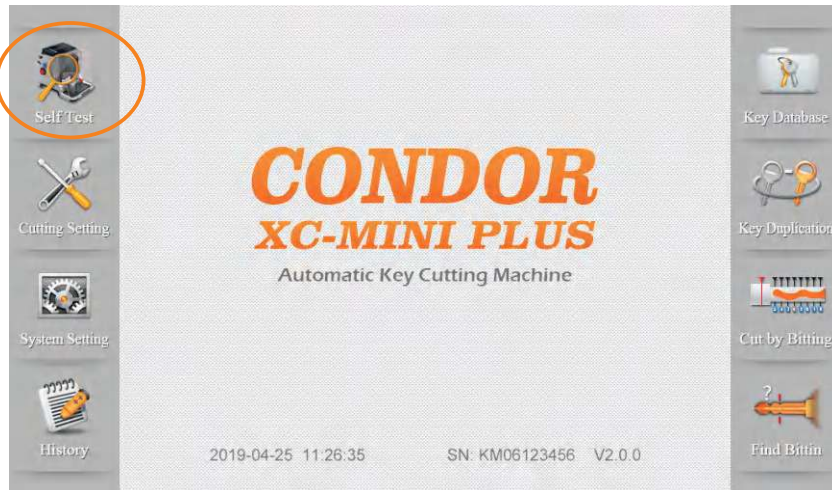 Self Test
Cutting Setting
System Setting
History
CONDOR
XC-MINI PLUS
Automatic Key Cutting Machine
2019-04-25 11:26:35
SN: KM06123456
V2.0.0
Key Database
Key Duplication
Cut by Bitting
?
Find Bittin